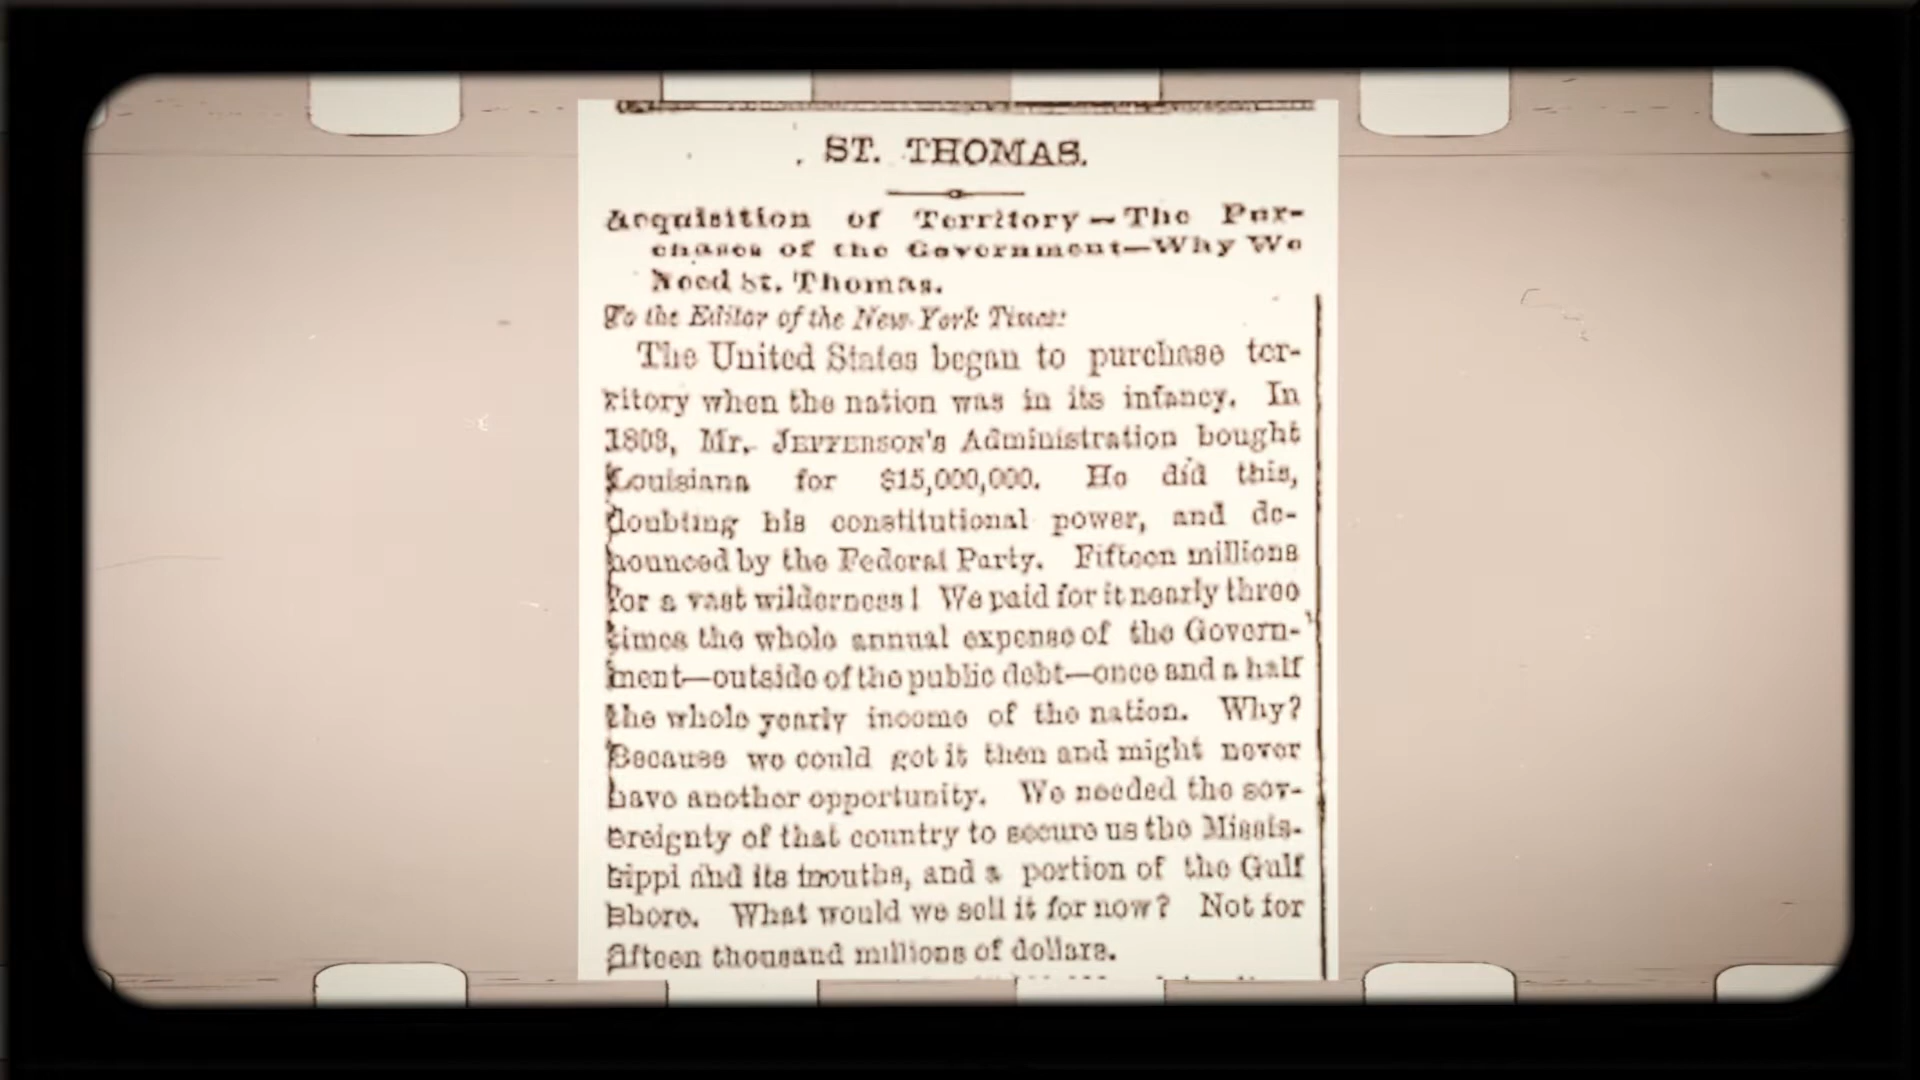 ST. THOMAS.
Acquisition of Territory—The Pur-
chases of the Government—Why We
Need St. Thomas.
To the Editor of the New-York Times:
The United States began to purchase ter-
ritory when the nation was in its infancy. In
1803, Mr. JEFFERSON'S Administration bought
Louisiana for $15,000,000. He did this,
doubting his constitutional power, and de-
nounced by the Federal Party. Fifteen millions
for a vast wilderness! We paid for it nearly three
times the whole annual expense of the Govern-
ment—outside of the public debt—once and a half
the whole yearly income of the nation. Why?
Because we could get it then and might never
have another opportunity. We needed the sov-
ereignty of that country to secure us the Missis-
sippi and its mouths, and a portion of the Gulf
shore. What would we sell it for now? Not for
fifteen thousand millions of dollars.